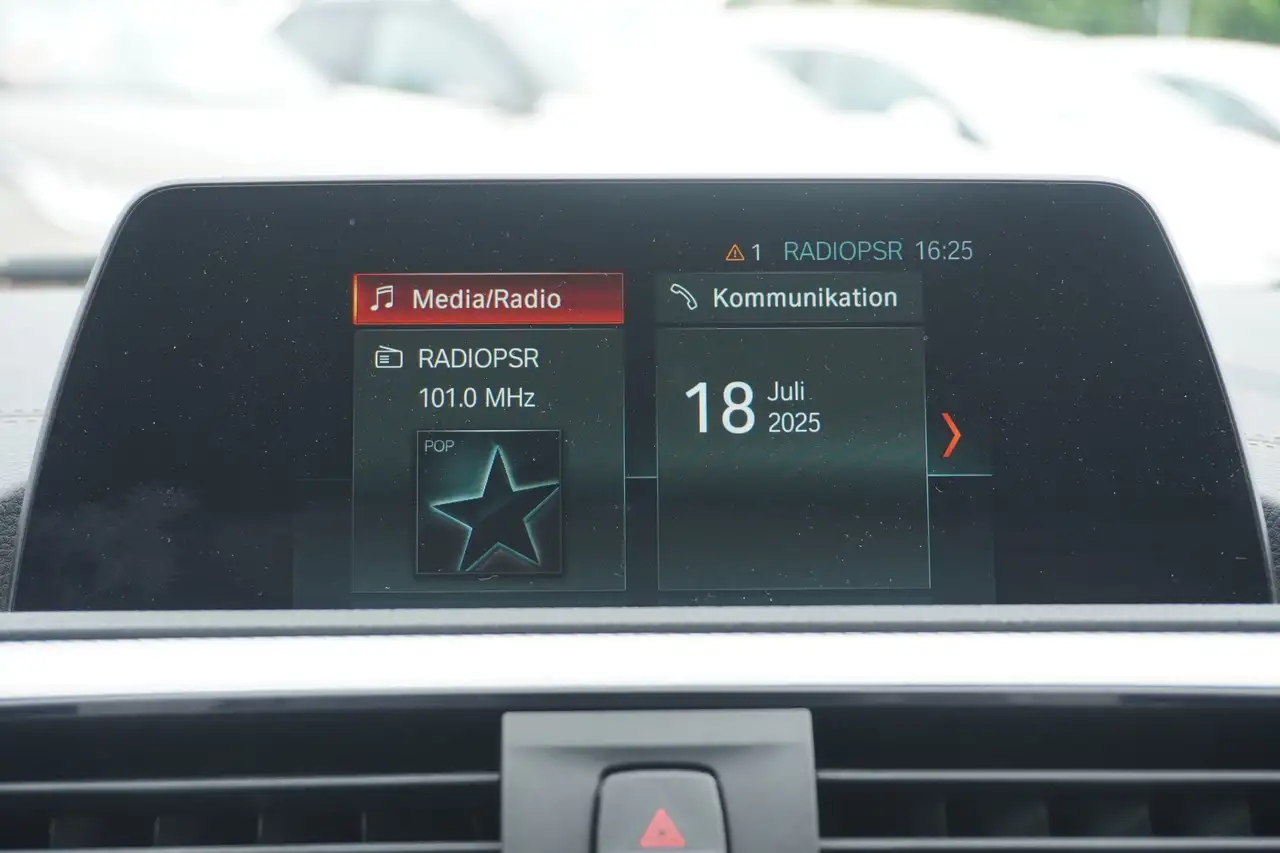 1 RADIOPSR 16:25
Media/Radio
RADIOPSR
101.0 MHz
POP
Kommunikation
18 Juli
2025